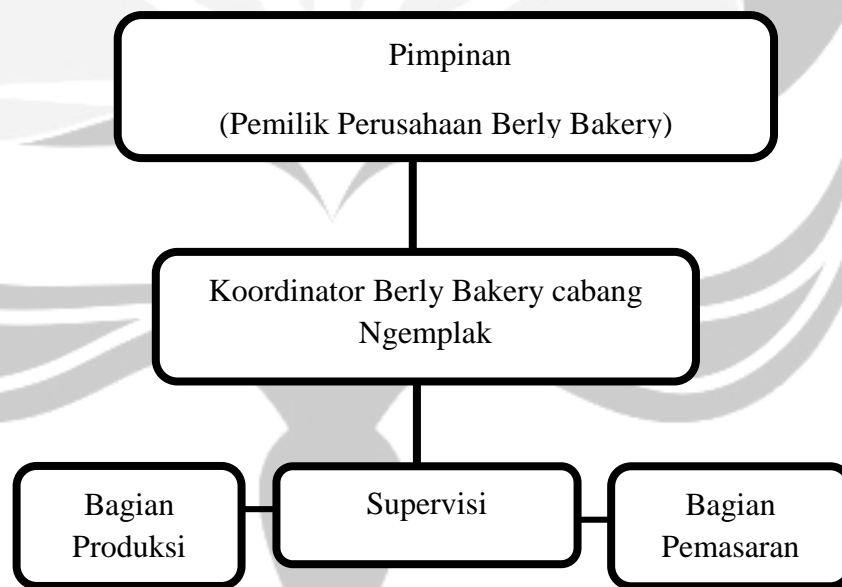 Pimpinan
(Pemilik Perusahaan Berly Bakery)
Koordinator Berly Bakery cabang
Ngemplak
Bagian
Produksi
Supervisi
Bagian
Pemasaran